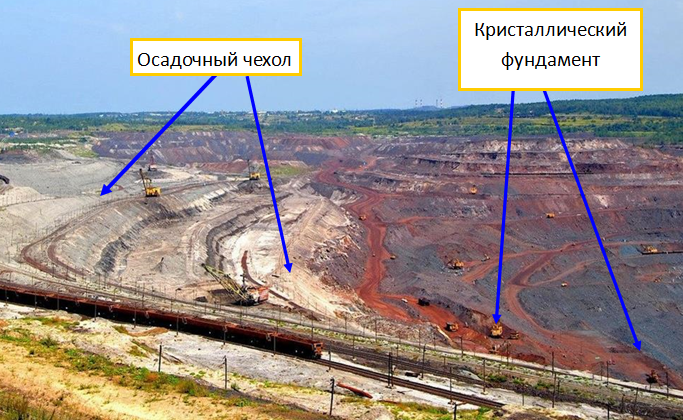 Осадочный чехол
Кристаллический
фундамент